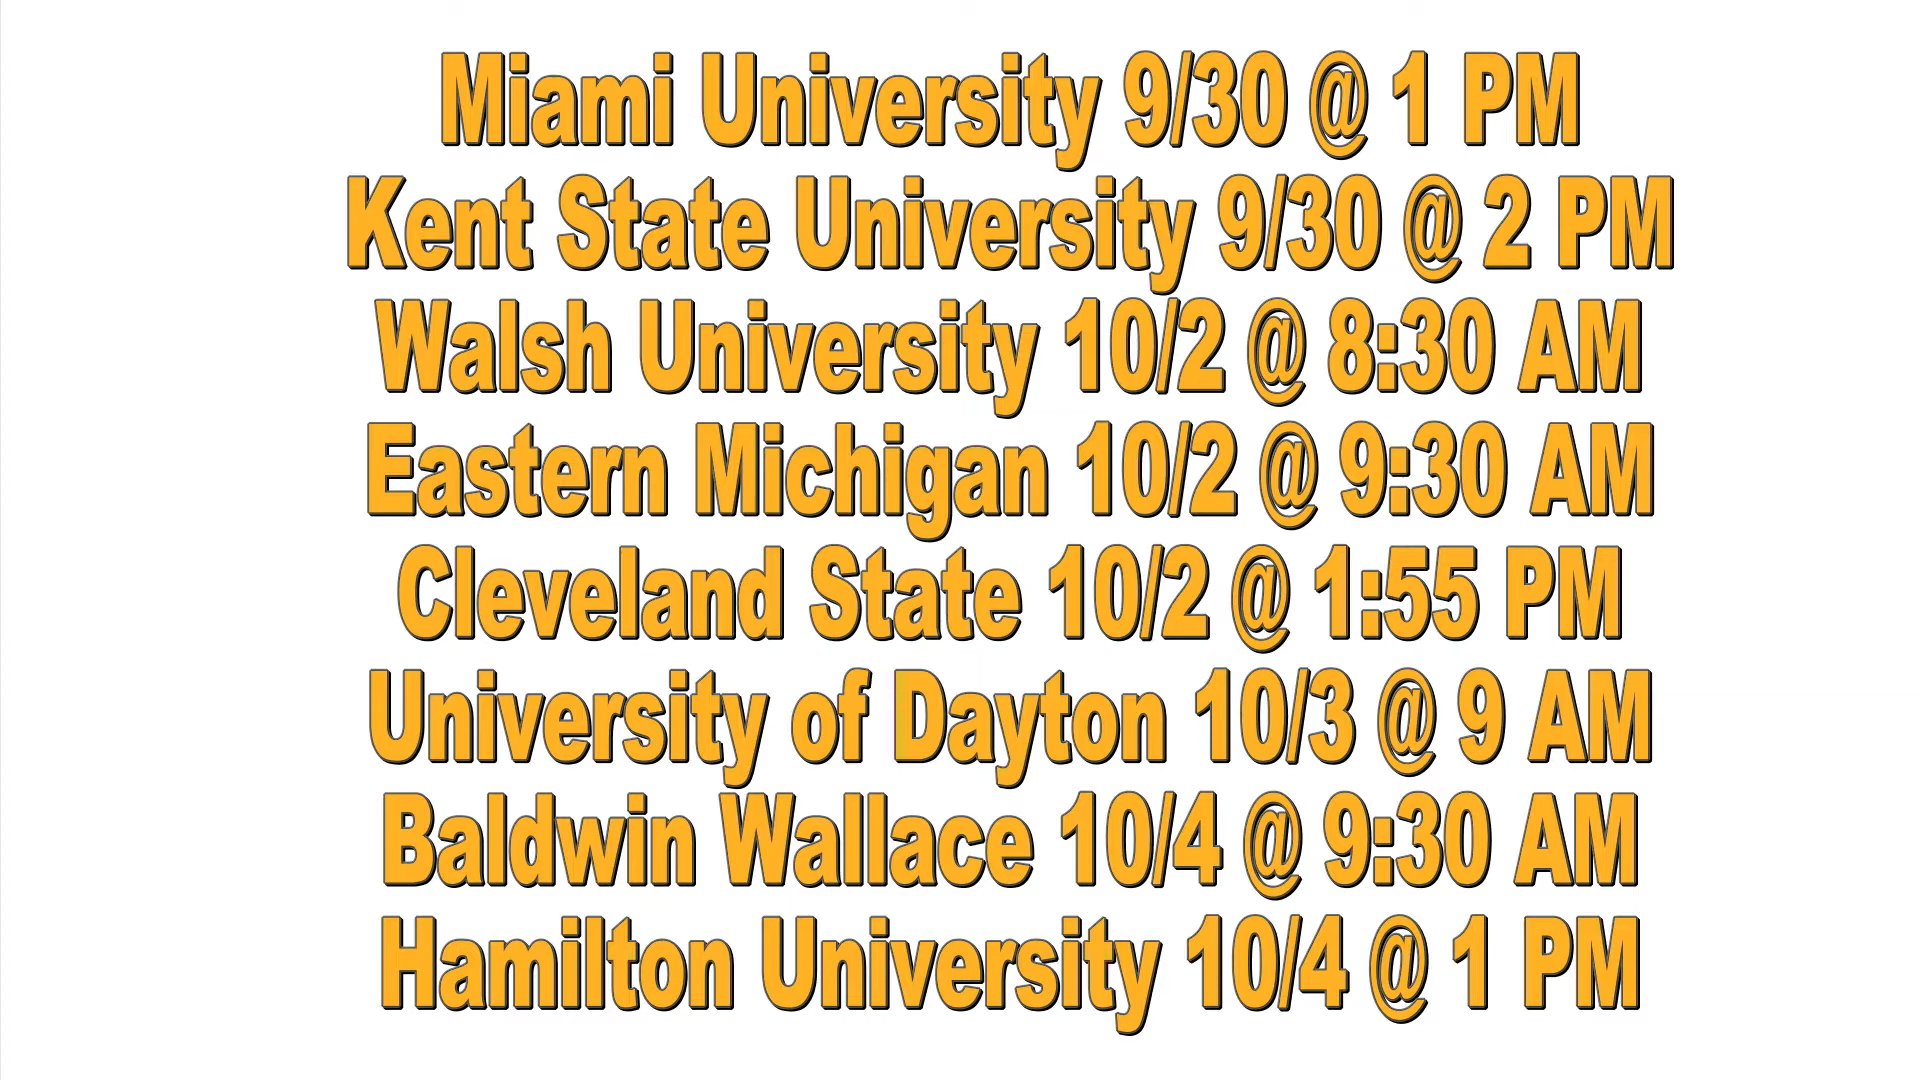 Miami University 9/30 @ 1 PM
Kent State University 9/30 @ 2 PM
Walsh University 10/2 @ 8:30 AM
Eastern Michigan 10/2 @ 9:30 AM
Cleveland State 10/2 @ 1:55 PM
University of Dayton 10/3 @ 9 AM
Baldwin Wallace 10/4 @ 9:30 AM
Hamilton University 10/4 @ 1 PM